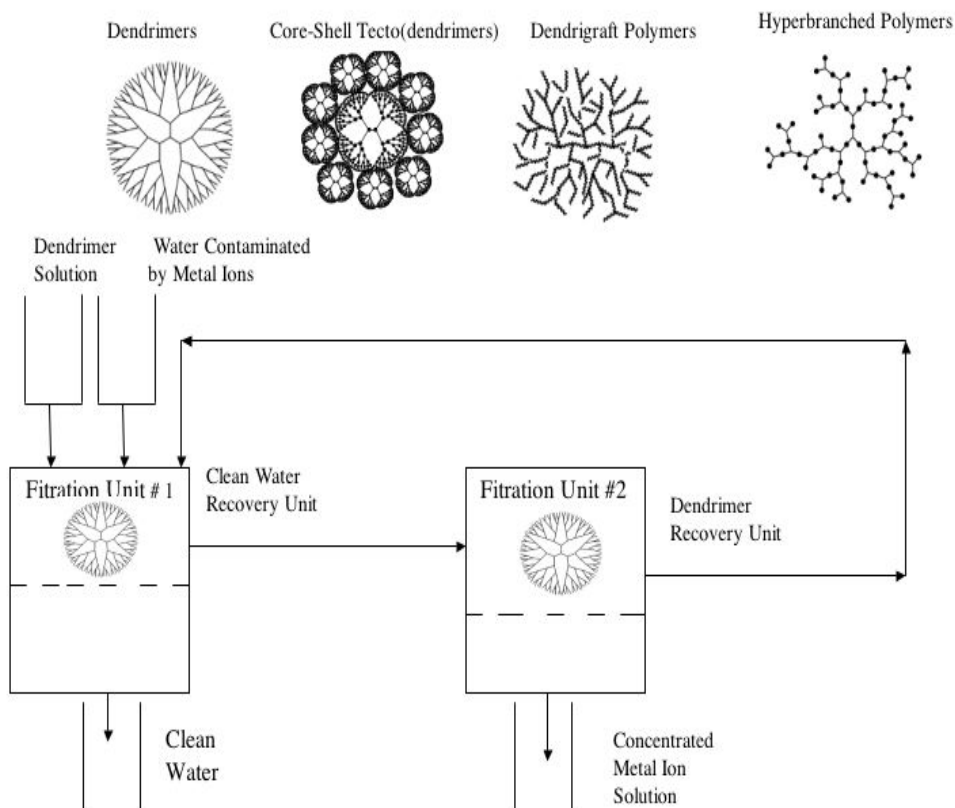 Dendrimers
Core-Shell Tecto(dendrimers)
Dendrigraft Polymers
Hyperbranched Polymers
Dendrimer
Solution
Water Contaminated
by Metal Ions
Fitration Unit # 1
Clean Water
Recovery Unit
Fitration Unit #2
Dendrimer
Recovery Unit
Clean
Water
Concentrated
Metal Ion
Solution